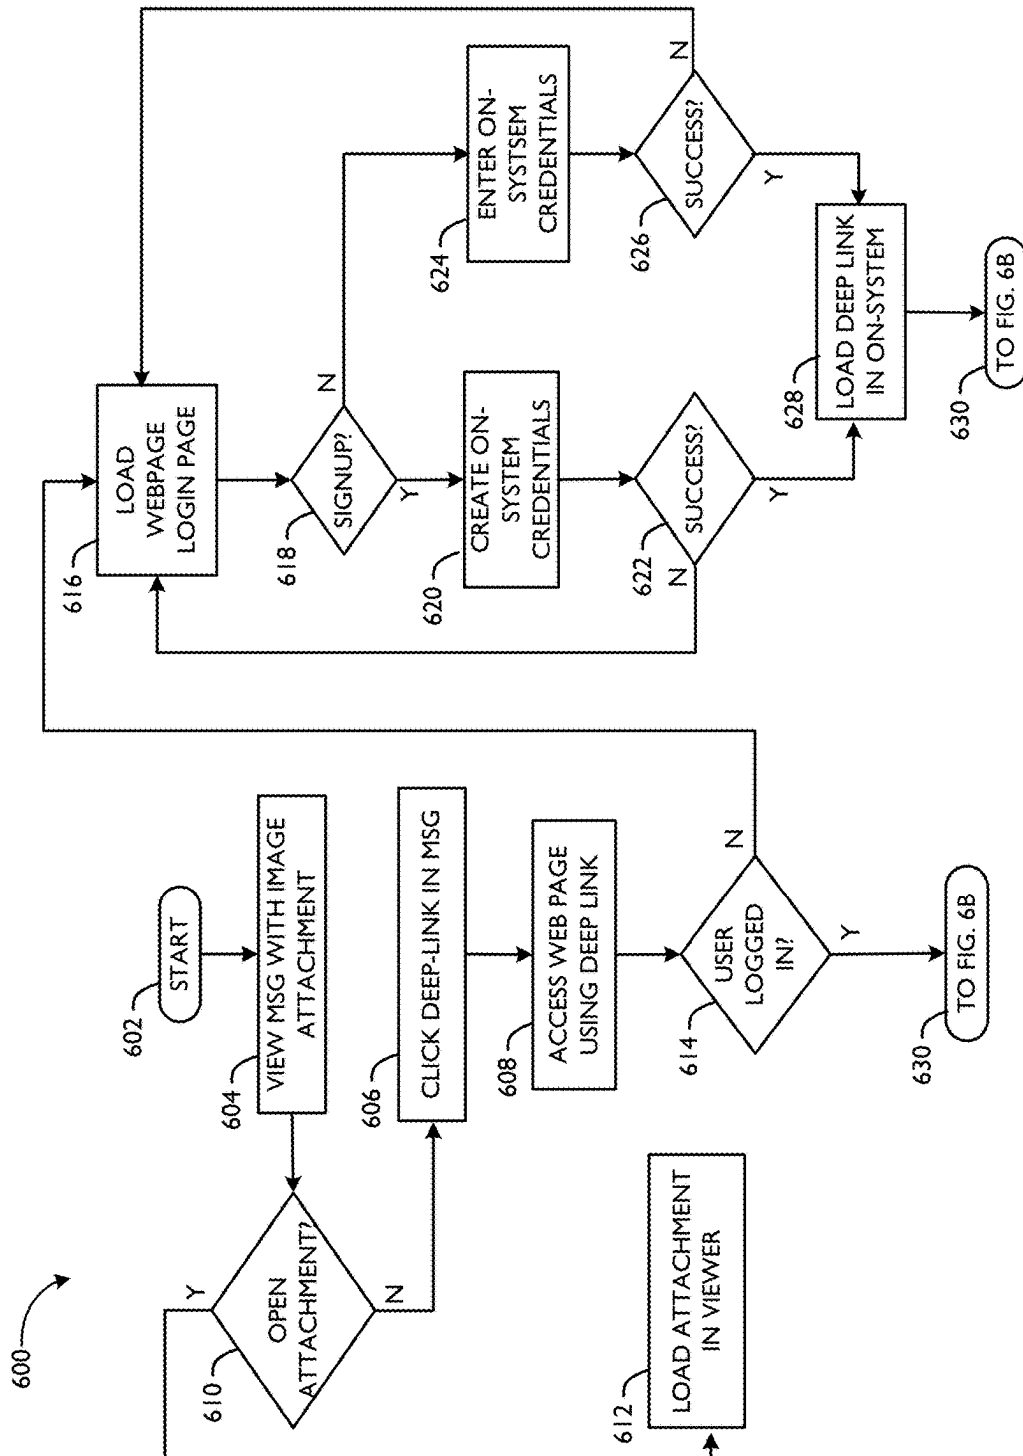 600
602
START
604
VIEW MSG WITH IMAGE
ATTACHMENT
610
OPEN
ATTACHMENT?
Y
N
606
CLICK DEEP-LINK IN MSG
608
ACCESS WEB PAGE
USING DEEP LINK
612
LOAD ATTACHMENT
IN VIEWER
614
USER
LOGGED
IN?
N
Y
630
TO FIG. 6B
616
LOAD
WEBPAGE
LOGIN PAGE
618
SIGNUP?
N
Y
620
CREATE ON-
SYSTEM
CREDENTIALS
622
SUCCESS?
N
Y
624
ENTER ON-
SYSTSEM
CREDENTIALS
626
SUCCESS?
N
Y
628
LOAD DEEP LINK
IN ON-SYSTEM
630
TO FIG. 6B